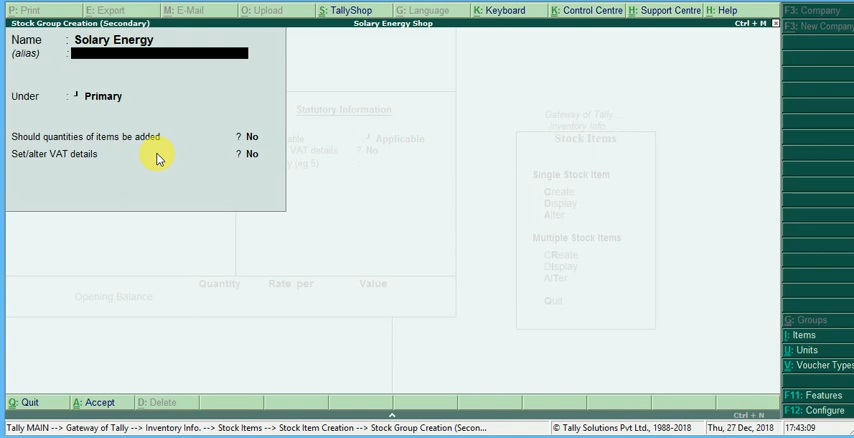 P: Print E: Export M: E-Mail O: Upload S: TallyShop G: Language K: Keyboard K: Control Centre H: Support Centre H: Help F3: Company
Stock Group Creation (Secondary) Solary Energy Shop Ctrl + M
F3: New Company
Name : Solary Energy
(alias) :
Under : Primary
Should quantities of items be added ? No
Set/alter VAT details ? No
Statutory Information
Applicable
VAT details ? No
(eg 5) :
Quantity Rate per Value
Opening Balance
Gateway of Tally ...
Inventory Info...
Stock Items
Single Stock Item
Create
Display
Alter
Multiple Stock Items
CReate
DIsplay
AlTer
Quit
G: Groups
I: Items
U: Units
V: Voucher Types
F11: Features
F12: Configure
Q: Quit A: Accept D: Delete
Ctrl + N
Tally MAIN --> Gateway of Tally --> Inventory Info. --> Stock Items --> Stock Item Creation --> Stock Group Creation (Secon... © Tally Solutions Pvt Ltd., 1988-2018 Thu, 27 Dec, 2018 17:43:09